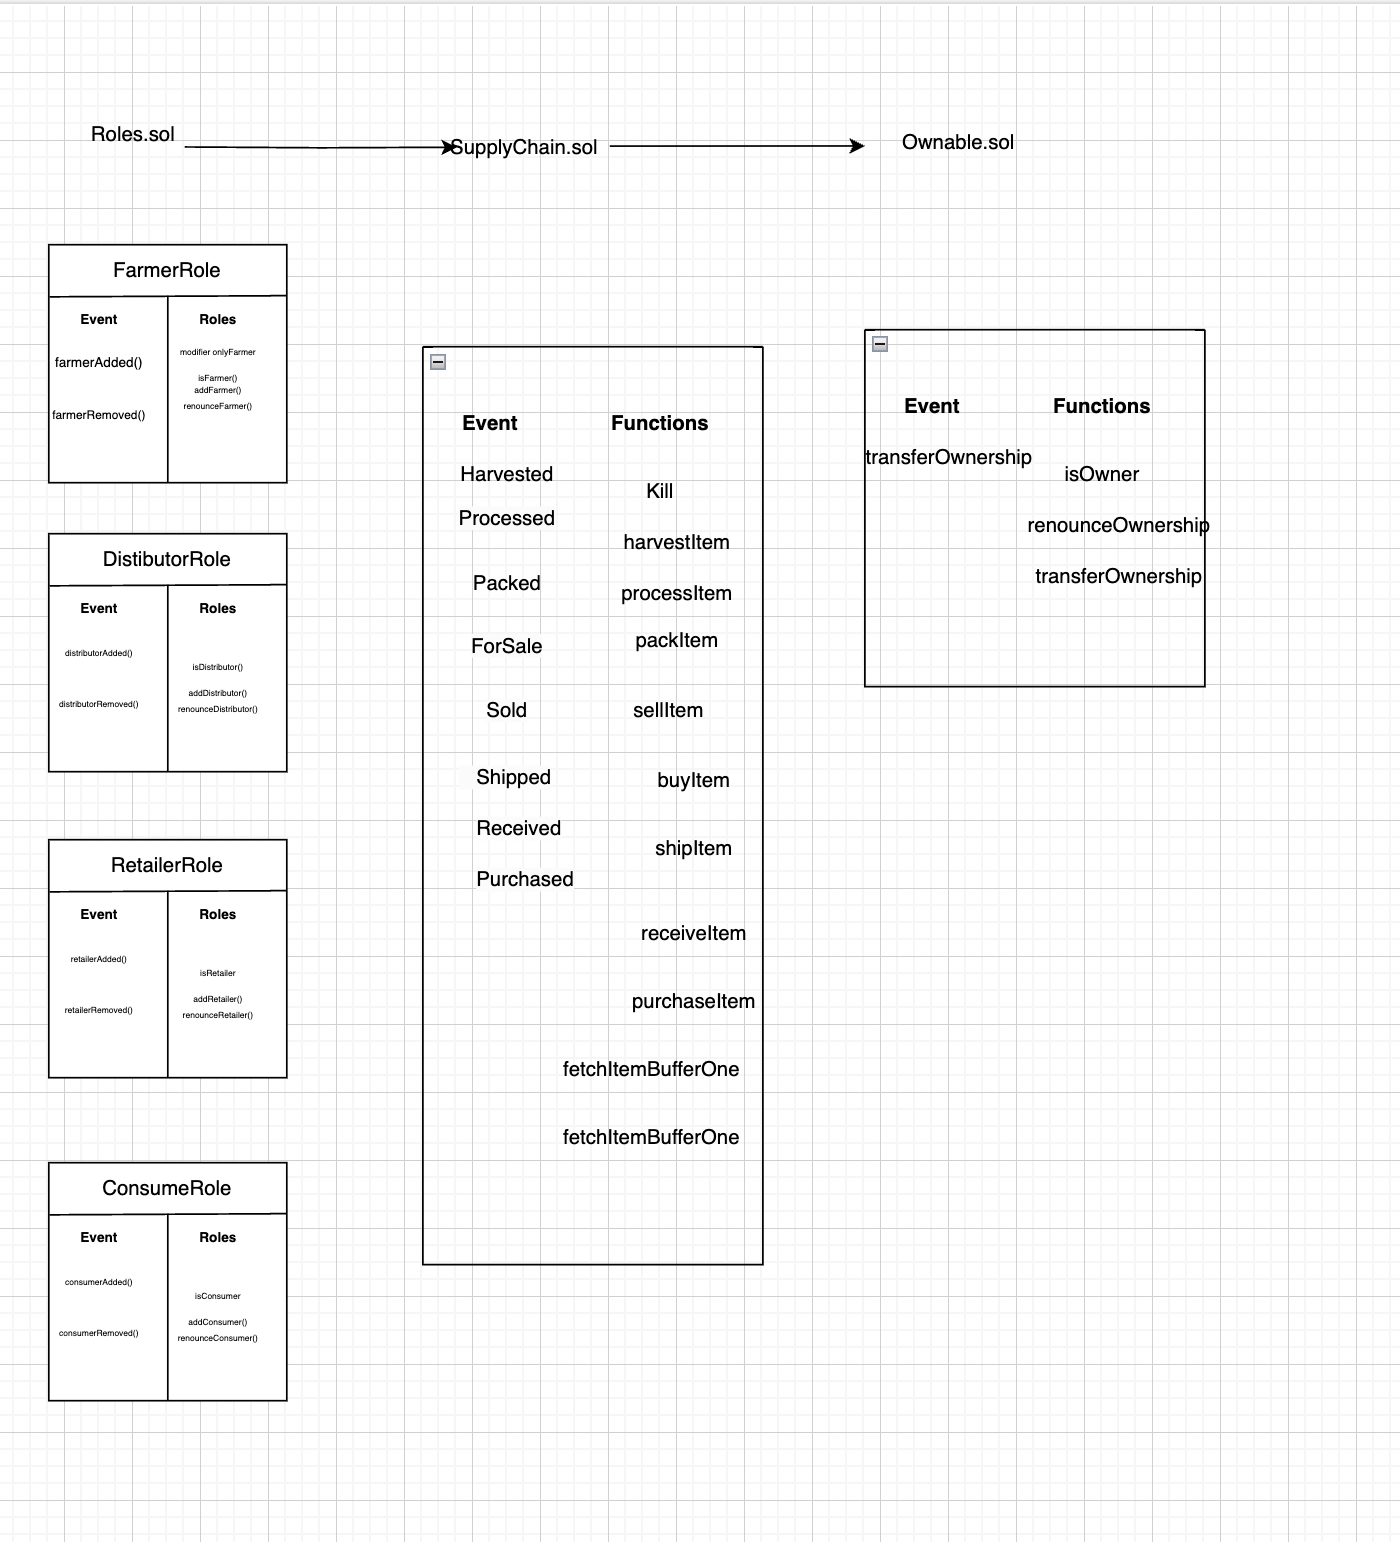 Roles.sol
SupplyChain.sol
Ownable.sol
FarmerRole
Event
Roles
farmerAdded()
farmerRemoved()
modifier onlyFarmer
isFarmer()
addFarmer()
renounceFarmer()
DistibutorRole
Event
Roles
distributorAdded()
distributorRemoved()
isDistributor()
addDistributor()
renounceDistributor()
RetailerRole
Event
Roles
retailerAdded()
retailerRemoved()
isRetailer
addRetailer()
renounceRetailer()
ConsumeRole
Event
Roles
consumerAdded()
consumerRemoved()
isConsumer
addConsumer()
renounceConsumer()
Event
Harvested
Processed
Packed
ForSale
Sold
Shipped
Received
Purchased
Functions
Kill
harvestItem
processItem
packItem
sellItem
buyItem
shipItem
receiveItem
purchaseItem
fetchItemBufferOne
fetchItemBufferOne
Event
transferOwnership
Functions
isOwner
renounceOwnership
transferOwnership